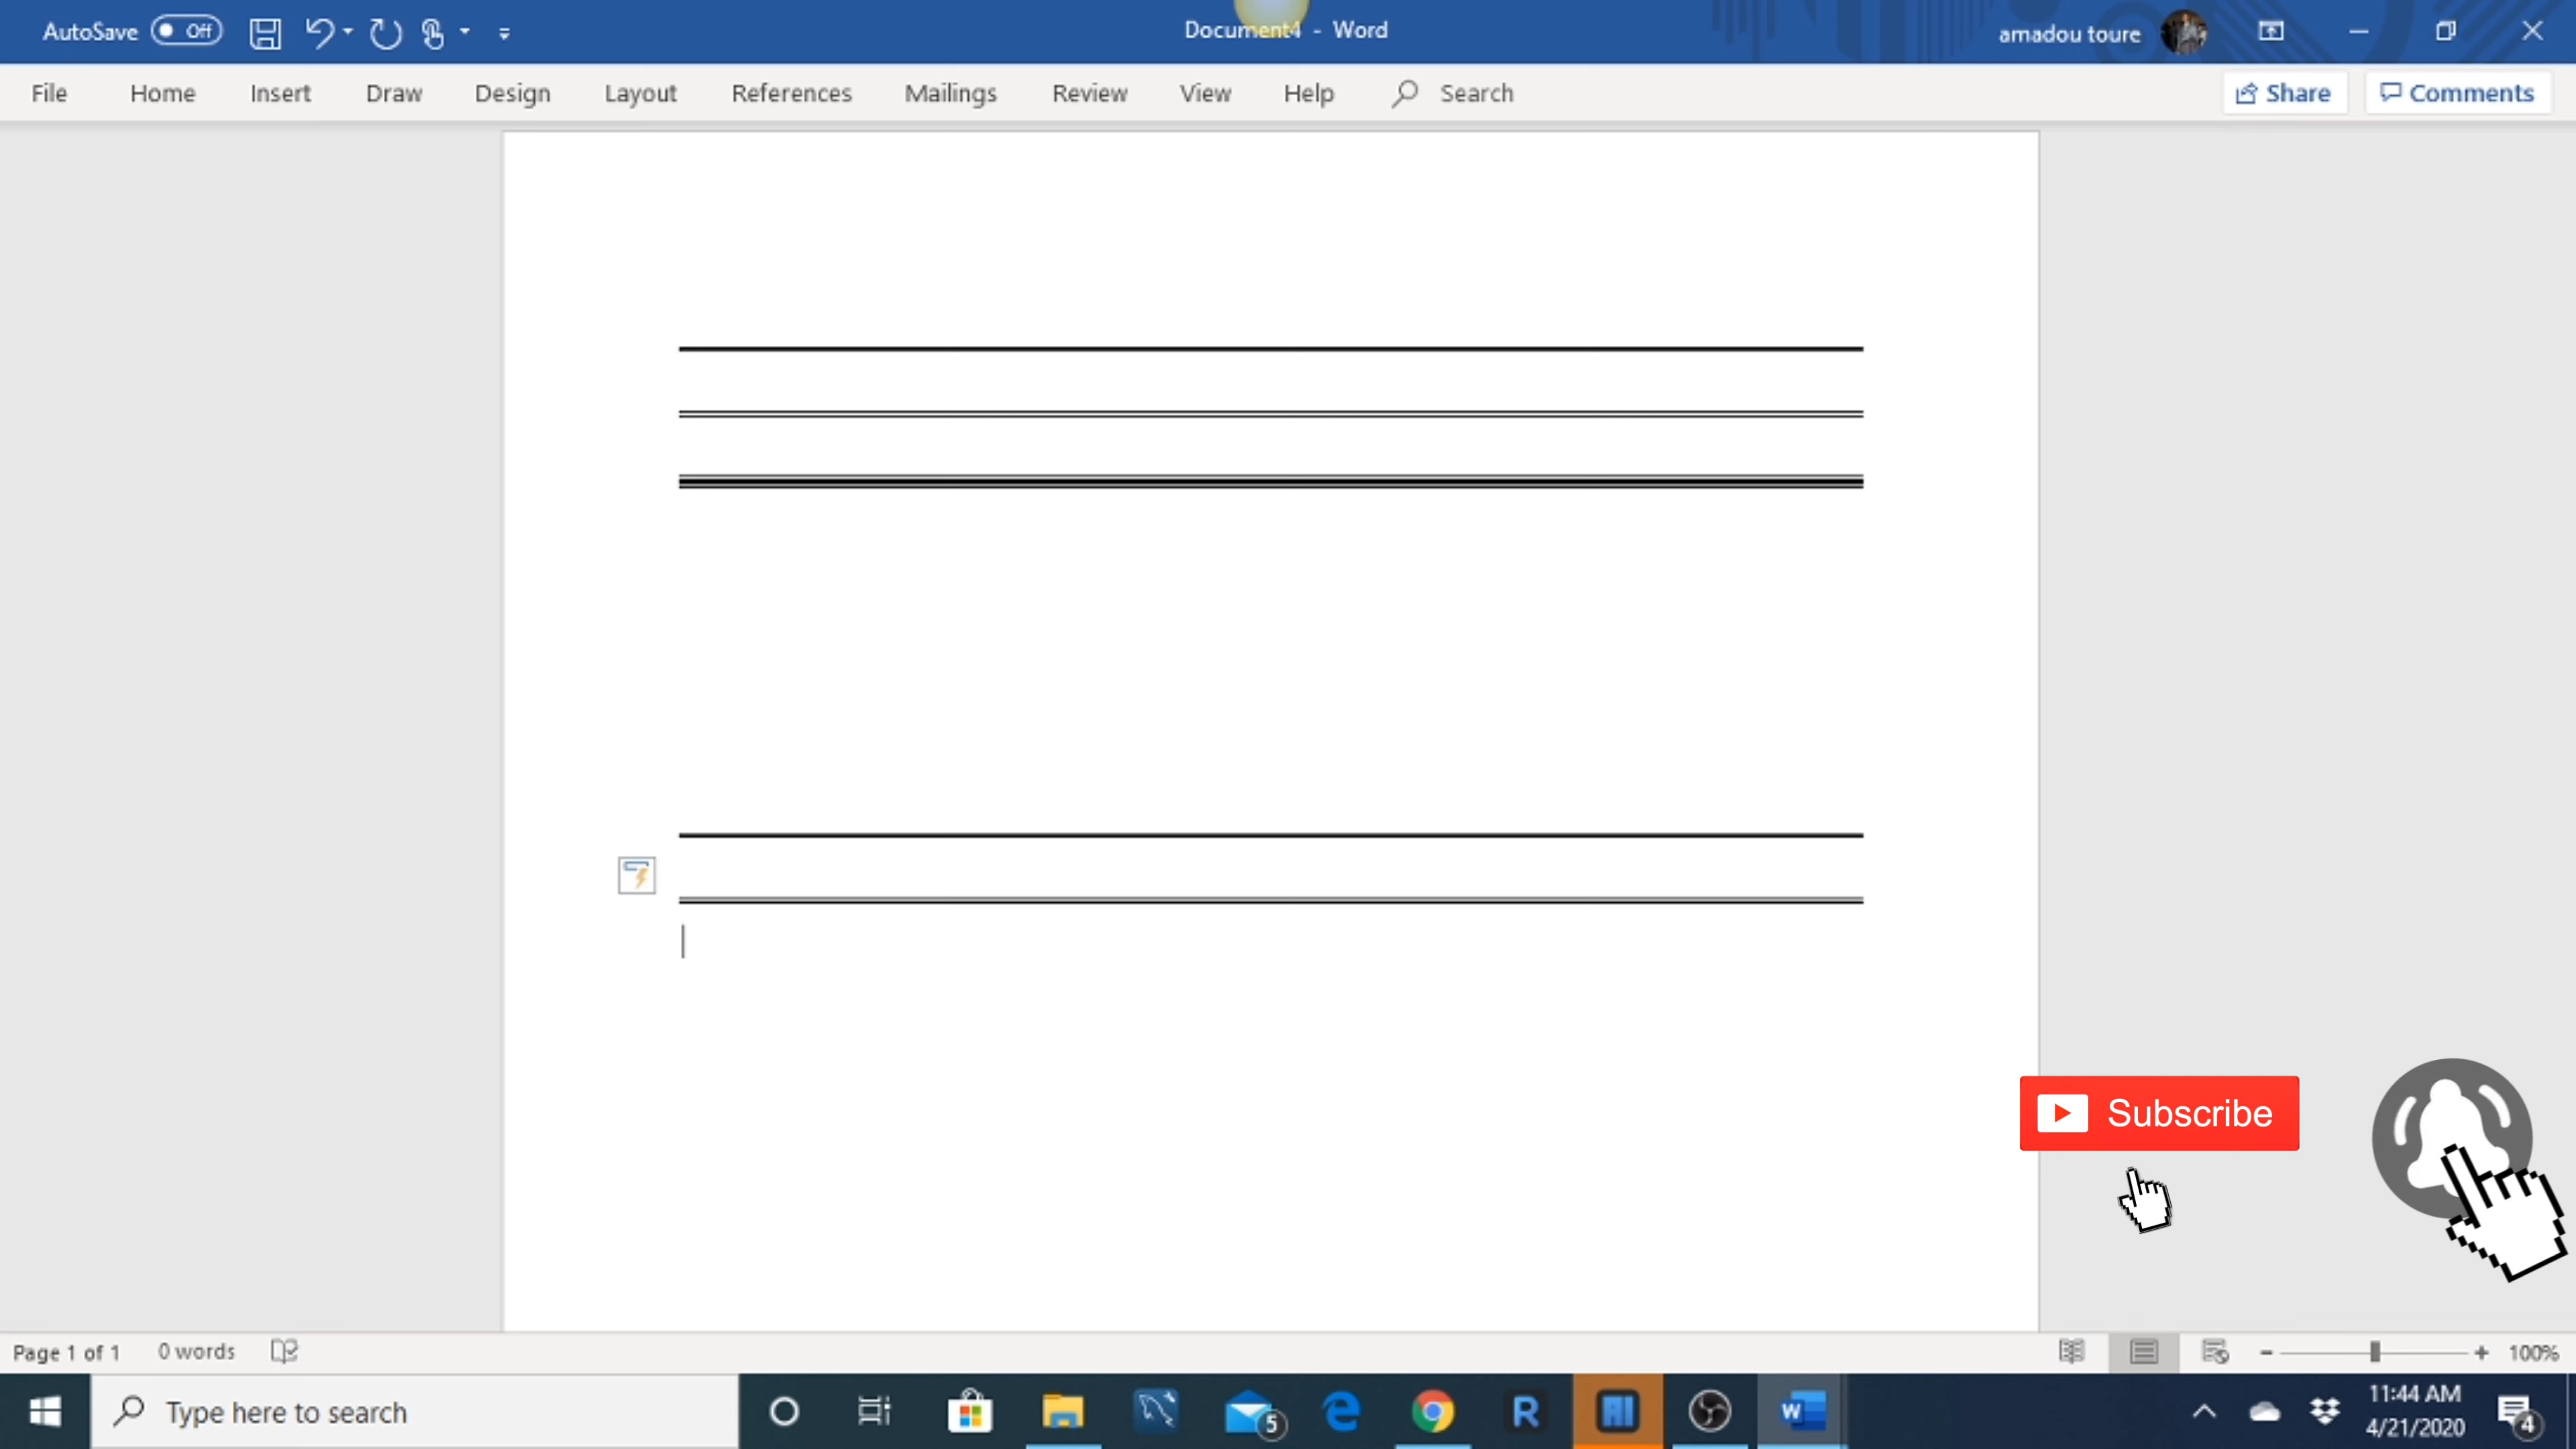 AutoSave Off Document4 - Word amadou toure
File Home Insert Draw Design Layout References Mailings Review View Help Search Share Comments
Subscribe
Page 1 of 1 0 words 100%
Type here to search 5 R W 11:44 AM
4/21/2020 4